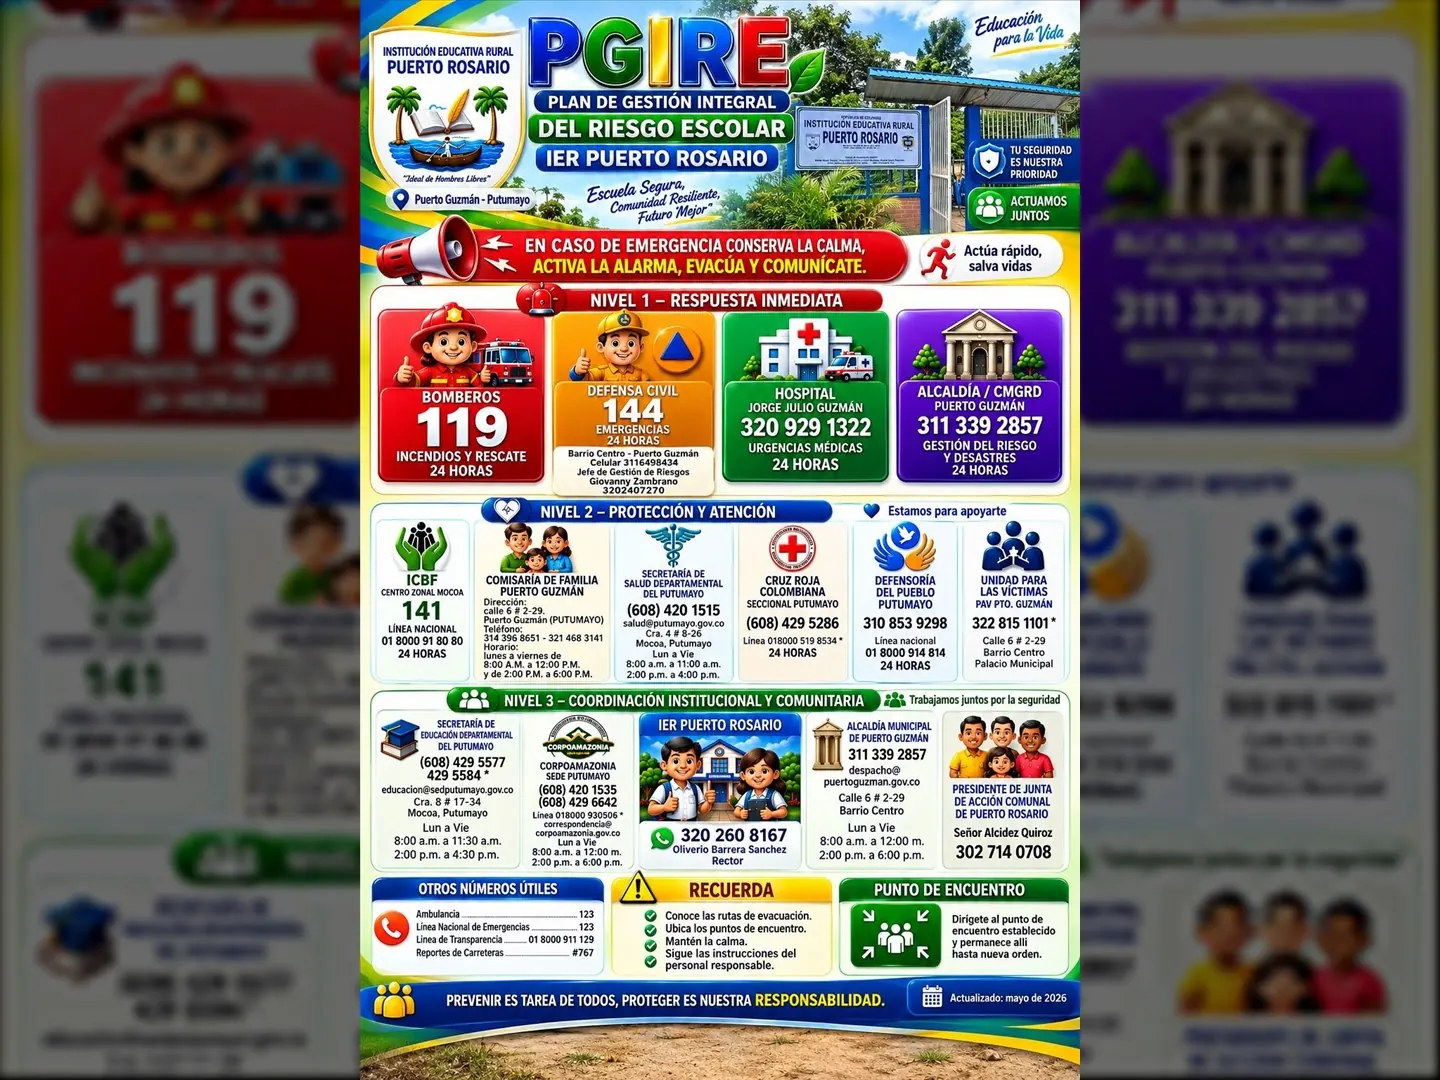 INSTITUCIÓN EDUCATIVA RURAL
PUERTO ROSARIO
"Ideal de Hombres Libres"
Puerto Guzmán - Putumayo
PGIRE
PLAN DE GESTIÓN INTEGRAL
DEL RIESGO ESCOLAR
IER PUERTO ROSARIO
Escuela Segura,
Comunidad Resiliente,
Futuro Mejor"
Educación
para la Vida
INSTITUCIÓN EDUCATIVA RURAL
PUERTO ROSARIO
TU SEGURIDAD
ES NUESTRA
PRIORIDAD
ACTUAMOS
JUNTOS
EN CASO DE EMERGENCIA CONSERVA LA CALMA,
ACTIVA LA ALARMA, EVACÚA Y COMUNÍCATE.
Actúa rápido,
salva vidas
NIVEL 1 – RESPUESTA INMEDIATA
BOMBEROS
119
INCENDIOS Y RESCATE
24 HORAS
DEFENSA CIVIL
144
EMERGENCIAS
24 HORAS
Barrio Centro - Puerto Guzmán
Celular 3116498434
Jefe de Gestión de Riesgos
Giovanny Zambrano
3202407270
HOSPITAL
JORGE JULIO GUZMÁN
320 929 1322
URGENCIAS MÉDICAS
24 HORAS
ALCALDÍA / CMGRD
PUERTO GUZMÁN
311 339 2857
GESTIÓN DEL RIESGO
Y DESASTRES
24 HORAS
NIVEL 2 – PROTECCIÓN Y ATENCIÓN
Estamos para apoyarte
ICBF
CENTRO ZONAL MOCOA
141
LÍNEA NACIONAL
01 8000 91 80 80
24 HORAS
COMISARÍA DE FAMILIA
PUERTO GUZMÁN
Dirección:
calle 6 # 2-29.
Puerto Guzmán (PUTUMAYO)
Teléfono:
314 396 8651 - 321 468 3141
Horario:
lunes a viernes de
8:00 A.M. a 12:00 P.M.
y de 2:00 P.M. a 6:00 P.M.
SECRETARÍA DE
SALUD DEPARTAMENTAL
DEL PUTUMAYO
(608) 420 1515
salud@putumayo.gov.co
Cra. 4 # 8-26
Mocoa, Putumayo
Lun a Vie
8:00 a.m. a 11:00 a.m.
2:00 p.m. a 4:00 p.m.
CRUZ ROJA
COLOMBIANA
SECCIONAL PUTUMAYO
(608) 429 5286
Línea 018000 519 8534 *
24 HORAS
DEFENSORÍA
DEL PUEBLO
PUTUMAYO
310 853 9298
Línea nacional
01 8000 914 814
24 HORAS
UNIDAD PARA
LAS VÍCTIMAS
PAV PTO. GUZMÁN
322 815 1101 *
Calle 6 # 2-29
Barrio Centro
Palacio Municipal
NIVEL 3 – COORDINACIÓN INSTITUCIONAL Y COMUNITARIA
Trabajamos juntos por la seguridad
SECRETARÍA DE
EDUCACIÓN DEPARTAMENTAL
DEL PUTUMAYO
(608) 429 5577
429 5584 *
educacion@sedputumayo.gov.co
Cra. 8 # 17-34
Mocoa, Putumayo
Lun a Vie
8:00 a.m. a 11:30 a.m.
2:00 p.m. a 4:30 p.m.
CORPOAMAZONIA
CORPOAMAZONIA
SEDE PUTUMAYO
(608) 420 1535
(608) 429 6642
Línea 018000 930506 *
correspondencia@
corpoamazonia.gov.co
Lun a Vie
8:00 a.m. a 12:00 m.
2:00 p.m. a 6:00 p.m.
IER PUERTO ROSARIO
320 260 8167
Oliverio Barrera Sanchez
Rector
ALCALDÍA MUNICIPAL
DE PUERTO GUZMÁN
311 339 2857
despacho@
puertoguzman.gov.co
Calle 6 # 2-29
Barrio Centro
Lun a Vie
8:00 a.m. a 12:00 m.
2:00 p.m. a 6:00 p.m.
PRESIDENTE DE JUNTA
DE ACCIÓN COMUNAL
DE PUERTO ROSARIO
Señor Alcidez Quiroz
302 714 0708
OTROS NÚMEROS ÚTILES
Ambulancia 123
Línea Nacional de Emergencias 123
Linea de Transparencia 01 8000 911 129
Reportes de Carreteras #767
RECUERDA
Conoce las rutas de evacuación.
Ubica los puntos de encuentro.
Mantén la calma.
Sigue las instrucciones del
personal responsable.
PUNTO DE ENCUENTRO
Dirígete al punto de
encuentro establecido
y permanece allí
hasta nueva orden.
PREVENIR ES TAREA DE TODOS, PROTEGER ES NUESTRA RESPONSABILIDAD.
Actualizado: mayo de 2026